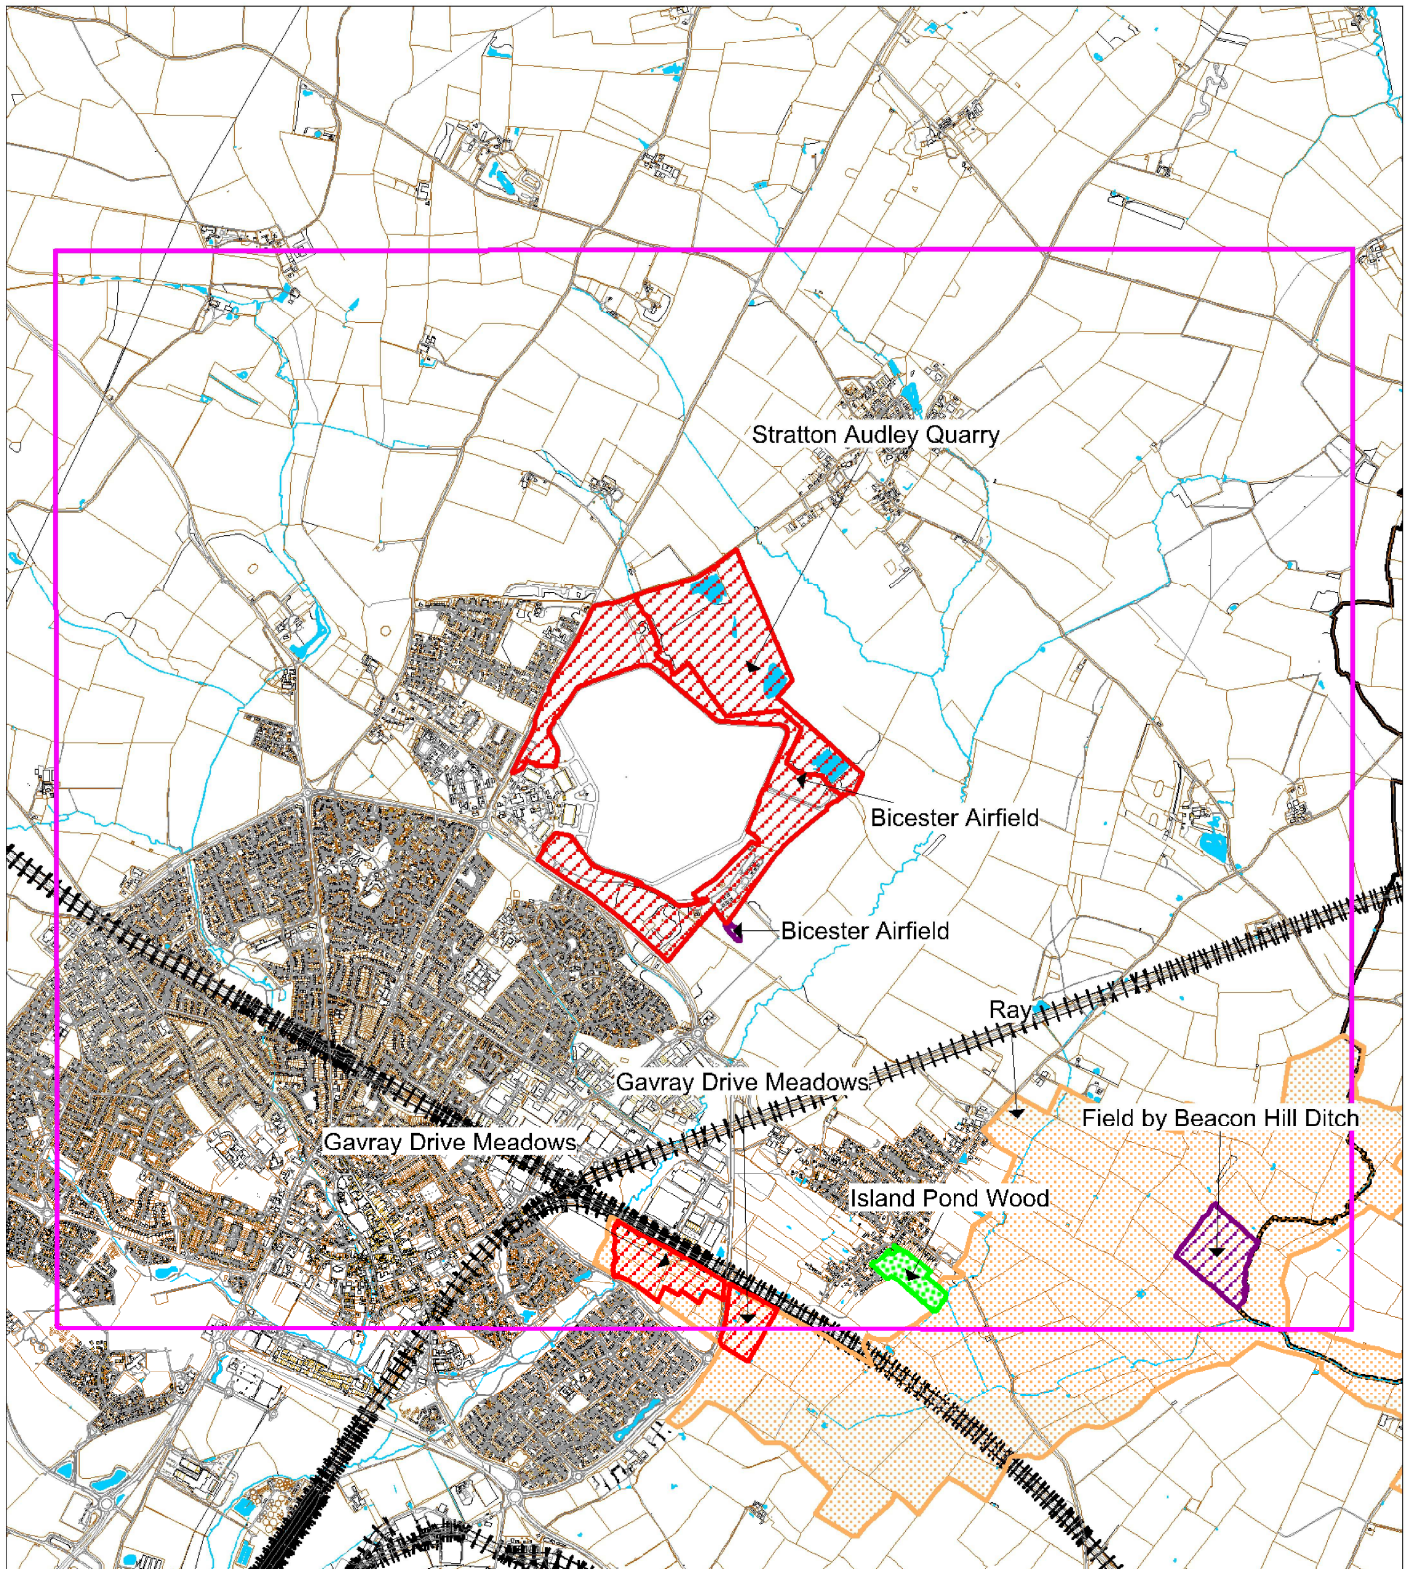 Stratton Audley Quarry
Bicester Airfield
Bicester Airfield
Ray
Gavray Drive Meadows
Field by Beacon Hill Ditch
Gavray Drive Meadows
Island Pond Wood